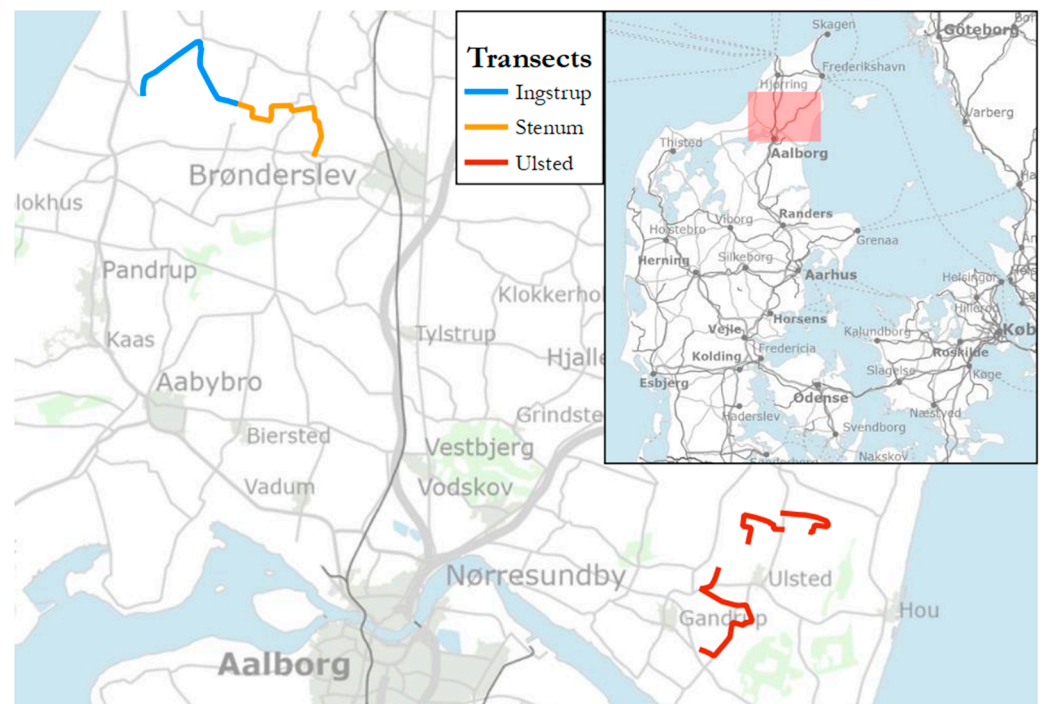 Transects
Ingstrup
Stenum
Ulsted
Brønderslev
lokhus
Pandrup
Kaas
Aabybro
Biersted
Vadum
Tylstrup
Klokkerhol
Hjalle
Grindste
Vestbjerg
Vodskov
Nørresundby
Aalborg
Ulsted
Gandrup
Hou
Skagen
Göteborg
Frederikshavn
Hjørring
Varberg
Thisted
Aalborg
Viborg
Randers
Holstebro
Grenaa
Herning
Silkeborg
Aarhus
Helsingør
Hillerød
Horsens
Vejle
Kalundborg
Køb
Fredericia
Roskilde
Kolding
Slagelse
Køge
Esbjerg
Odense
Haderslev
Næstved
Svendborg
Nakskov